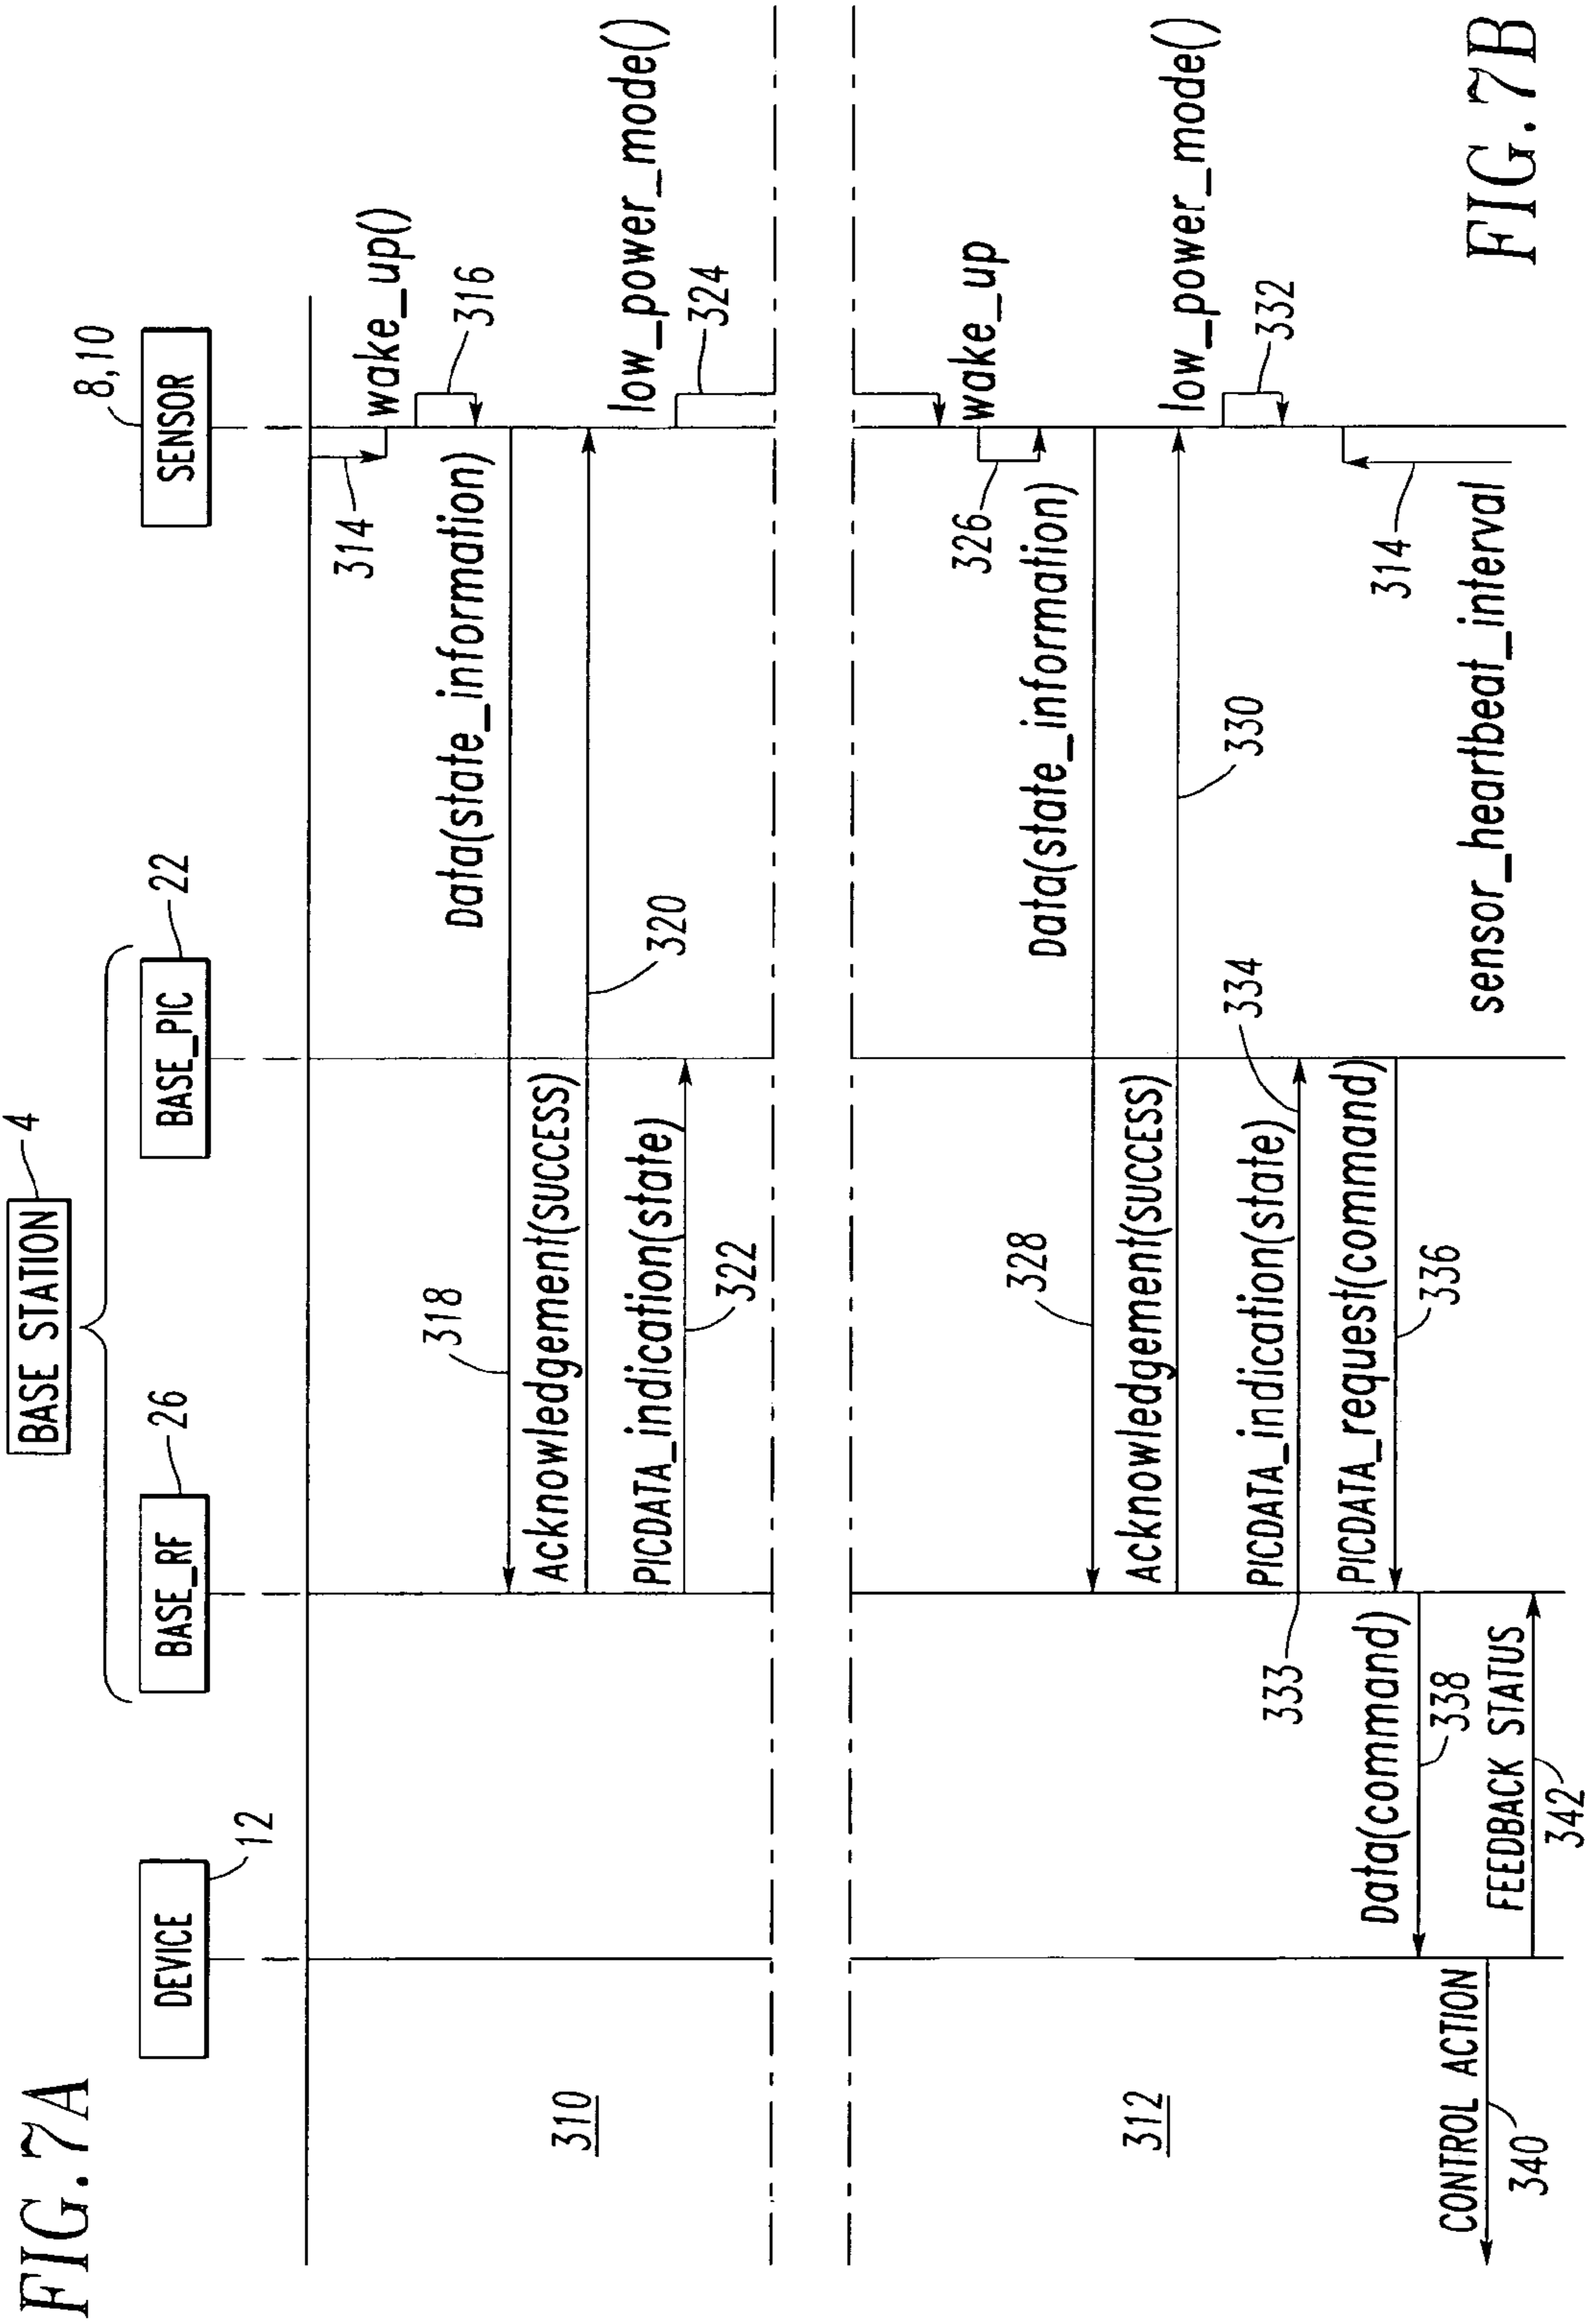 FIG. 7A
BASE STATION
4
DEVICE
12
BASE_RF
26
BASE_PIC
22
SENSOR
8,10
314
wake_up()
316
Data(state_information)
318
Acknowledgement(SUCCESS)
320
PICDATA_indication(state)
322
low_power_mode()
324
310
wake_up
326
Data(state_information)
328
Acknowledgement(SUCCESS)
330
low_power_mode()
332
PICDATA_indication(state)
333
334
PICDATA_request(command)
336
Data(command)
338
314
sensor_heartbeat_interval
312
CONTROL ACTION
340
FEEDBACK STATUS
342
FIG. 7B